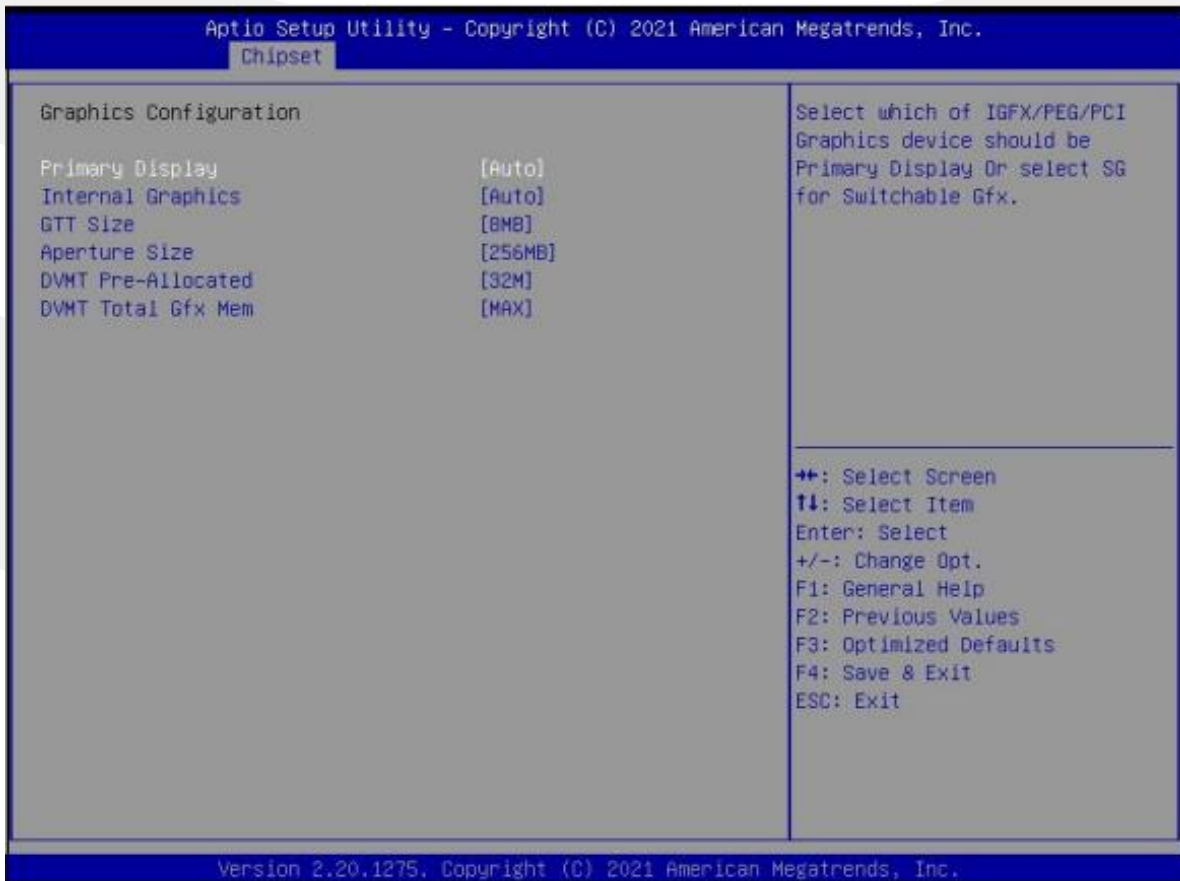 Aptio Setup Utility – Copyright (C) 2021 American Megatrends, Inc.
Chipset
Graphics Configuration
Primary Display [Auto]
Internal Graphics [Auto]
GTT Size [8MB]
Aperture Size [256MB]
DVMT Pre-Allocated [32M]
DVMT Total Gfx Mem [MAX]
Select which of IGFX/PEG/PCI
Graphics device should be
Primary Display Or select SG
for Switchable Gfx.
→←: Select Screen
↑↓: Select Item
Enter: Select
+/-: Change Opt.
F1: General Help
F2: Previous Values
F3: Optimized Defaults
F4: Save & Exit
ESC: Exit
Version 2.20.1275. Copyright (C) 2021 American Megatrends, Inc.